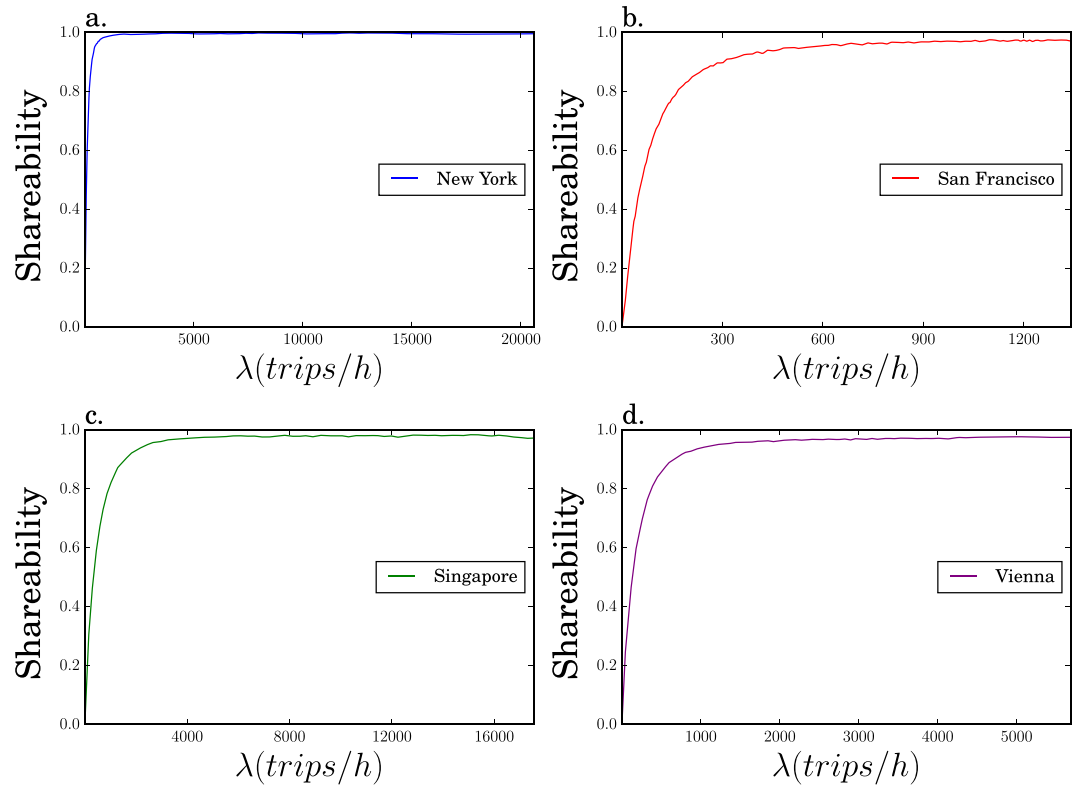 a.
1.0
0.8
0.6
0.4
0.2
0.0
Shareability
New York
5000 10000 15000 20000
λ(trips/h)
b.
1.0
0.8
0.6
0.4
0.2
0.0
Shareability
San Francisco
300 600 900 1200
λ(trips/h)
c.
1.0
0.8
0.6
0.4
0.2
0.0
Shareability
Singapore
4000 8000 12000 16000
λ(trips/h)
d.
1.0
0.8
0.6
0.4
0.2
0.0
Shareability
Vienna
1000 2000 3000 4000 5000
λ(trips/h)